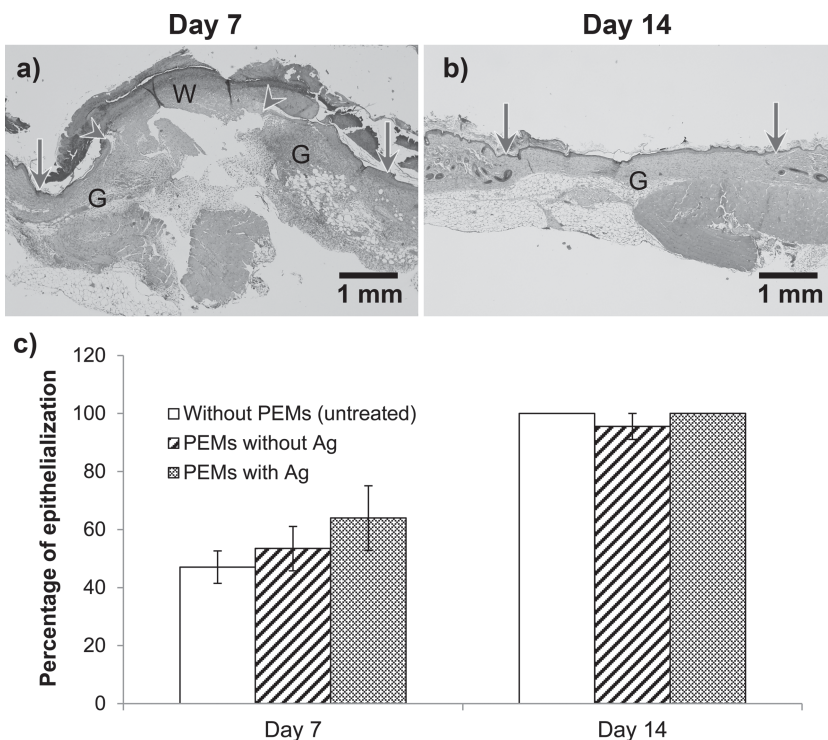 Day 7
Day 14
a)
W
G
G
1 mm
b)
G
1 mm
c)
Percentage of epithelialization
120
100
80
60
40
20
0
Without PEMs (untreated)
PEMs without Ag
PEMs with Ag
Day 7
Day 14